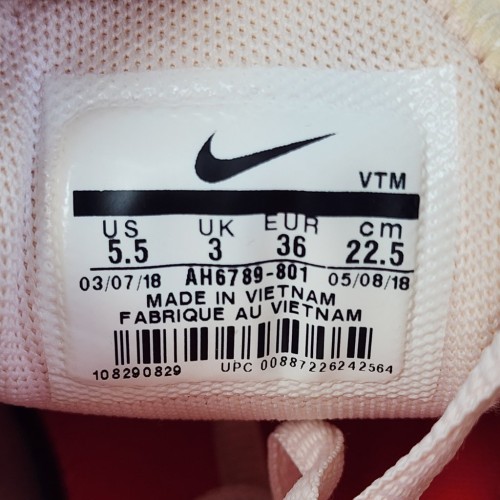 VTM
US UK EUR cm
5.5 3 36 22.5
03/07/18 AH6789-801 05/08/18
MADE IN VIETNAM
FABRIQUE AU VIETNAM
108290829 UPC 00887226242564